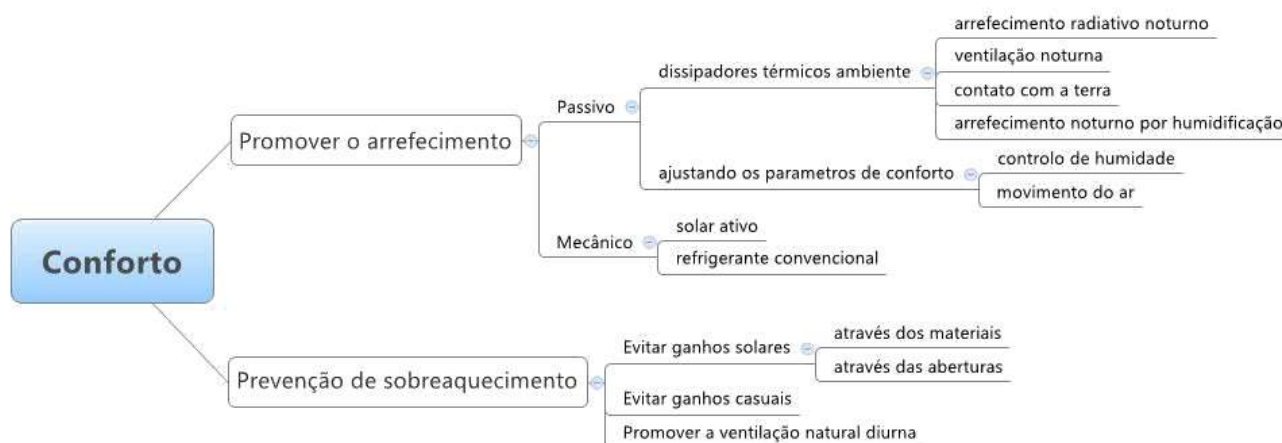 Conforto
Promover o arrefecimento
Passivo
dissipadores térmicos ambiente
arrefecimento radiativo noturno
ventilação noturna
contato com a terra
arrefecimento noturno por humidificação
ajustando os parametros de conforto
controlo de humidade
movimento do ar
Mecânico
solar ativo
refrigerante convencional
Prevenção de sobreaquecimento
Evitar ganhos solares
através dos materiais
através das aberturas
Evitar ganhos casuais
Promover a ventilação natural diurna